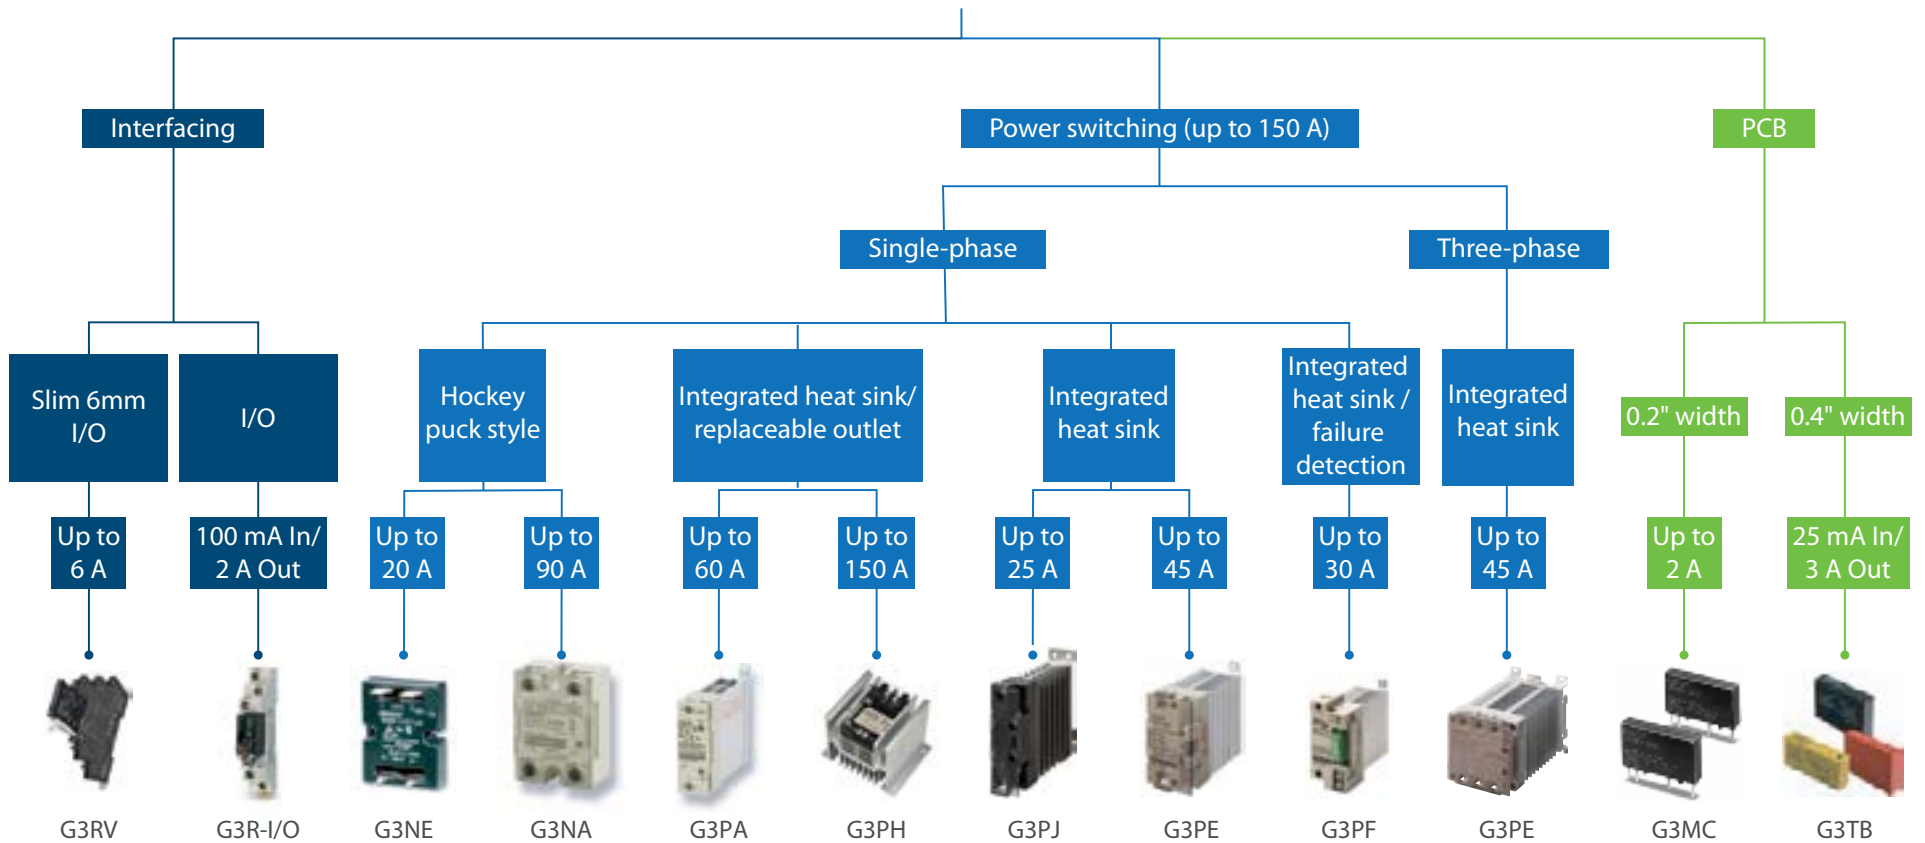 Interfacing
Power switching (up to 150 A)
PCB
Single-phase
Three-phase
Slim 6mm
I/O
I/O
Hockey
puck style
Integrated heat sink/
replaceable outlet
Integrated
heat sink
Integrated
heat sink /
failure
detection
Integrated
heat sink
0.2" width
0.4" width
Up to
6 A
100 mA In/
2 A Out
Up to
20 A
Up to
90 A
Up to
60 A
Up to
150 A
Up to
25 A
Up to
45 A
Up to
30 A
Up to
45 A
Up to
2 A
25 mA In/
3 A Out
G3RV
G3R-I/O
G3NE
G3NA
G3PA
G3PH
G3PJ
G3PE
G3PF
G3PE
G3MC
G3TB